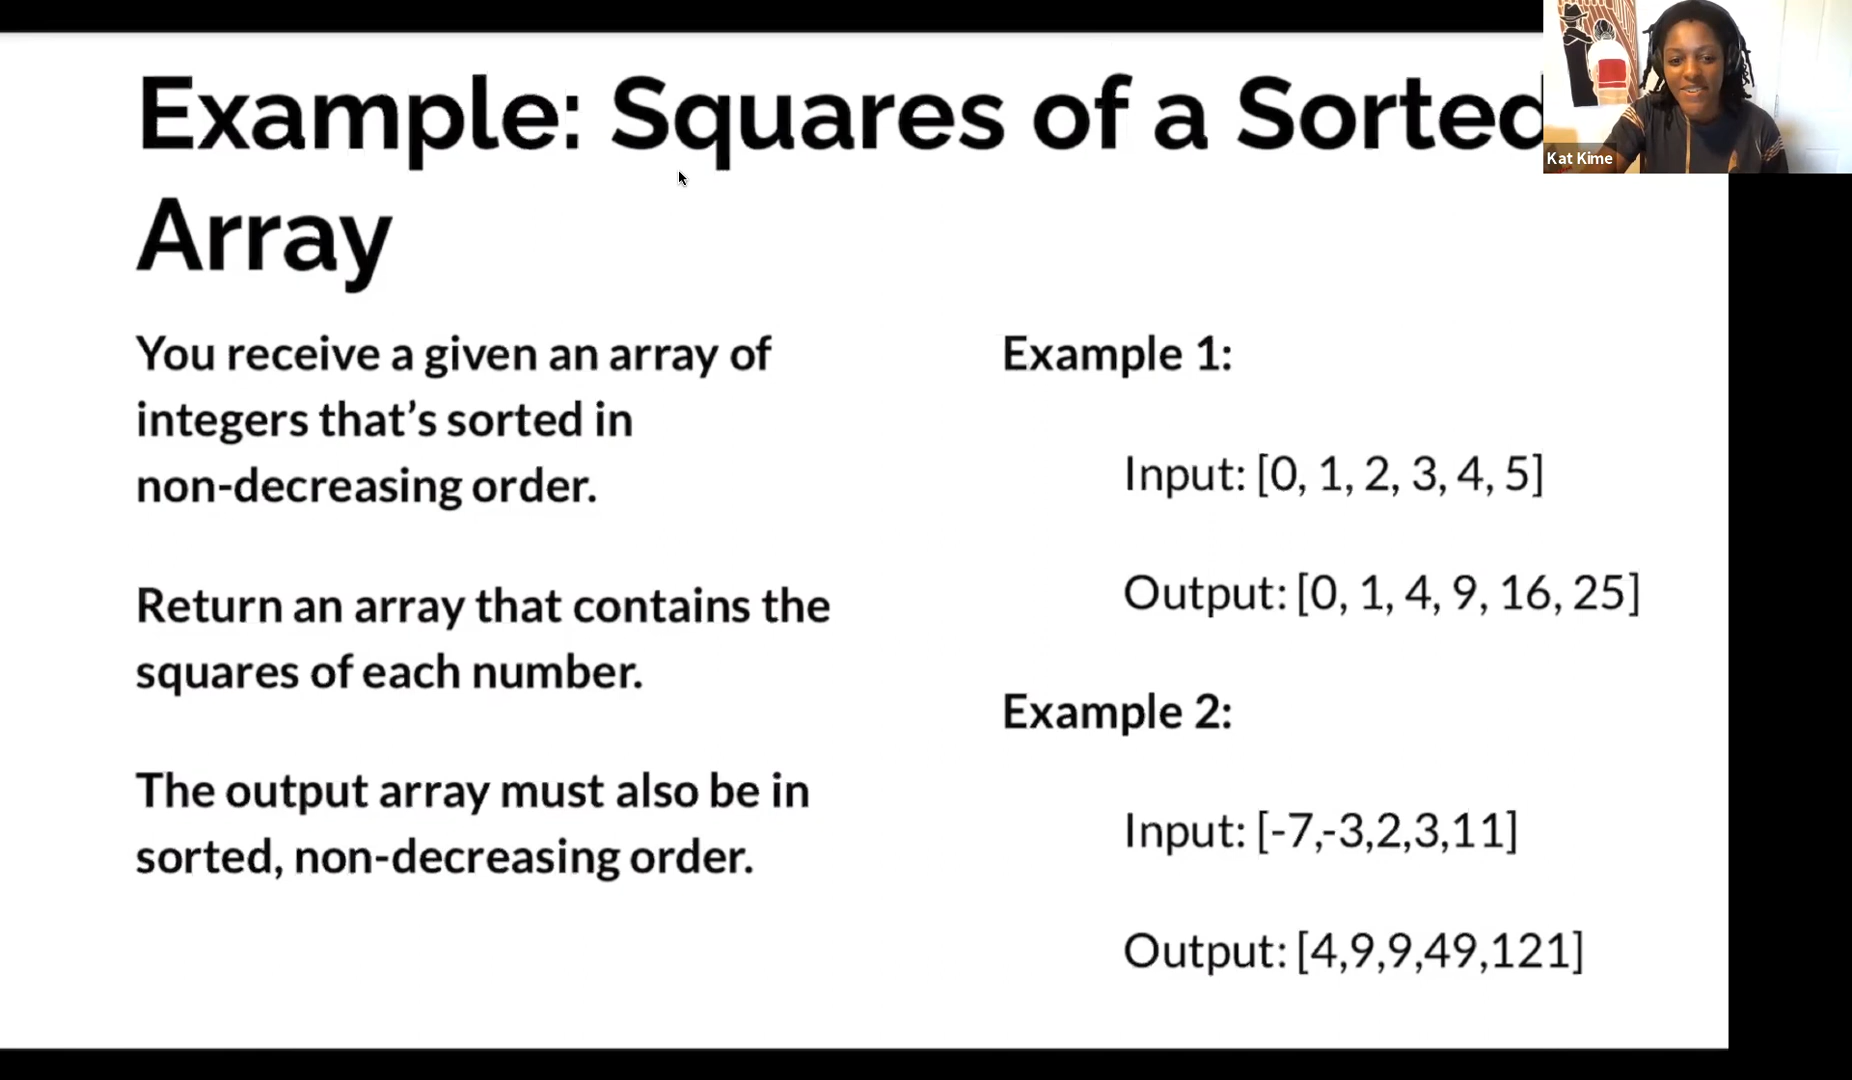 Example: Squares of a Sorted
Array
You receive a given an array of
integers that’s sorted in
non-decreasing order.
Return an array that contains the
squares of each number.
The output array must also be in
sorted, non-decreasing order.
Example 1:
Input: [0, 1, 2, 3, 4, 5]
Output: [0, 1, 4, 9, 16, 25]
Example 2:
Input: [-7,-3,2,3,11]
Output: [4,9,9,49,121]
Kat Kime